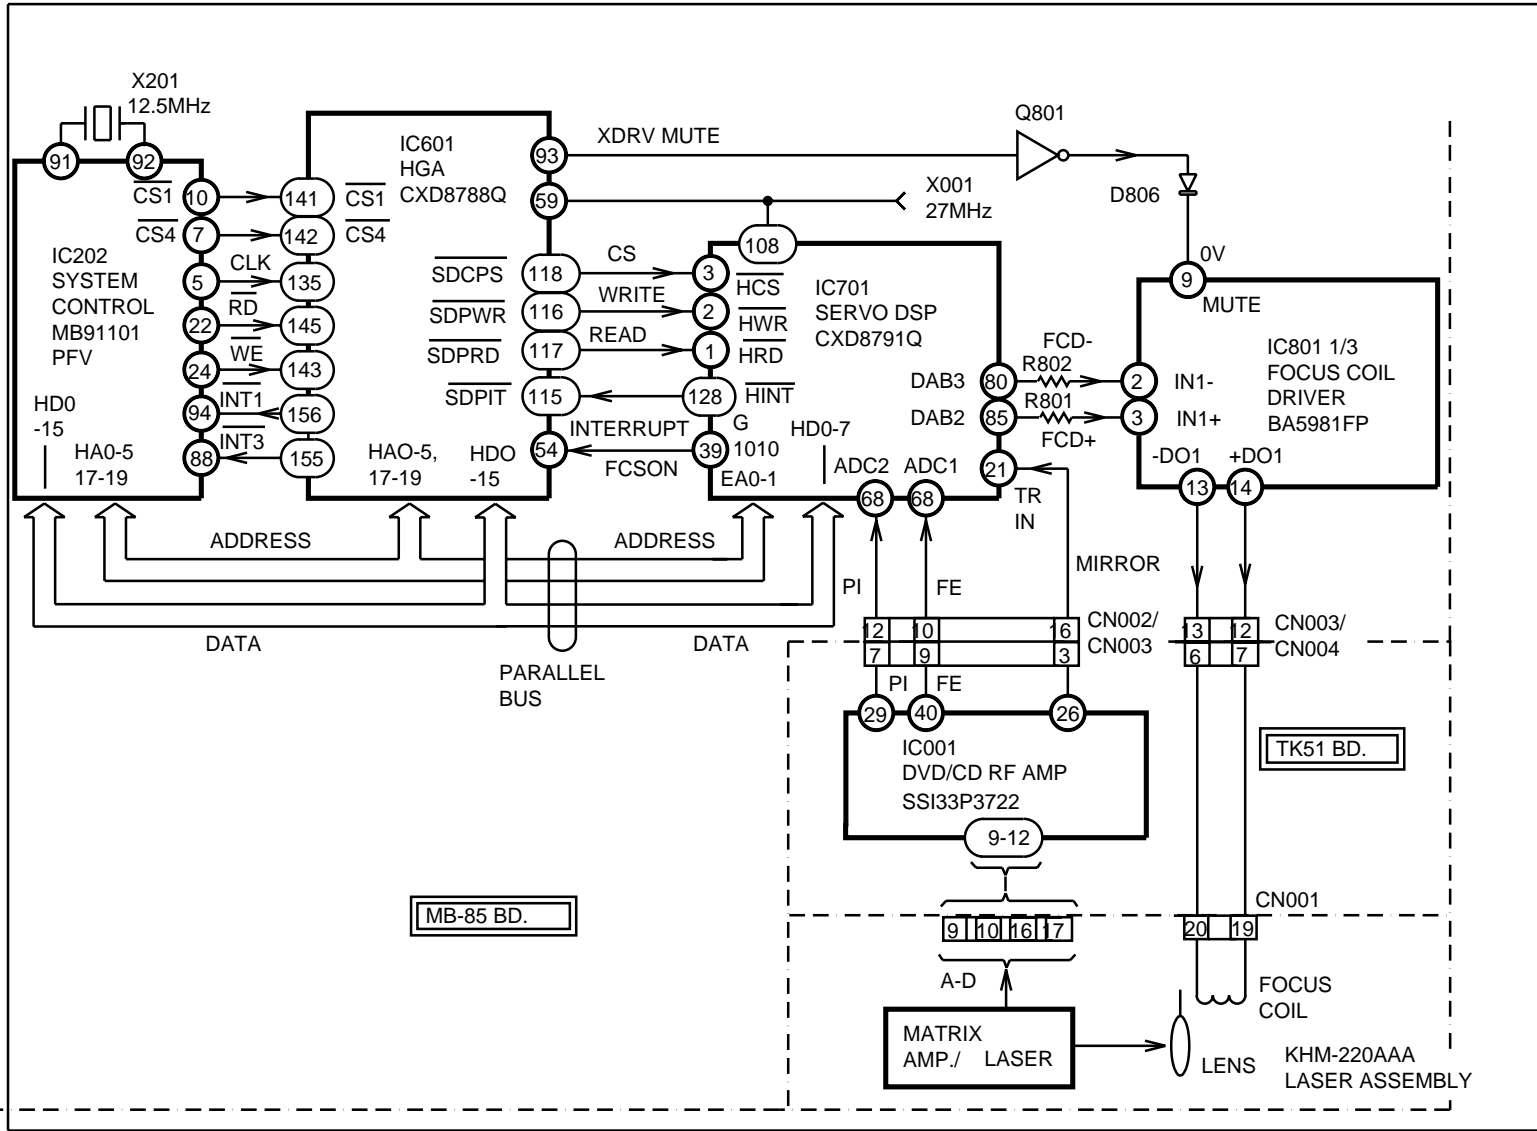 X201
12.5MHz
91
92
IC202
SYSTEM
CONTROL
MB91101
PFV
CS1
10
CS4
7
CLK
5
RD
22
WE
24
INT1
94
INT3
88
HD0
-15
HA0-5
17-19
IC601
HGA
CXD8788Q
141
CS1
142
CS4
135
145
143
156
155
HAO-5,
17-19
HDO
-15
93
XDRV MUTE
59
SDCPS
118
CS
SDPWR
116
WRITE
SDPRD
117
READ
SDPIT
115
54
INTERRUPT
FCSON
Q801
D806
X001
27MHz
108
IC701
SERVO DSP
CXD8791Q
3
HCS
2
HWR
1
HRD
128
HINT
39
G
1010
EA0-1
HD0-7
DAB3
80
DAB2
85
21
TR
IN
ADC2
68
ADC1
68
FCD-
R802
R801
FCD+
0V
9
MUTE
IC801 1/3
FOCUS COIL
DRIVER
BA5981FP
2
IN1-
3
IN1+
-DO1
+DO1
13
14
ADDRESS
ADDRESS
DATA
DATA
PARALLEL
BUS
PI
FE
MIRROR
12
10
16
CN002/
7
9
3
CN003
13
12
CN003/
6
7
CN004
PI
FE
29
40
26
IC001
DVD/CD RF AMP
SSI33P3722
9-12
TK51 BD.
MB-85 BD.
9
10
16
17
A-D
CN001
20
19
FOCUS
COIL
MATRIX
AMP./ LASER
LENS
KHM-220AAA
LASER ASSEMBLY